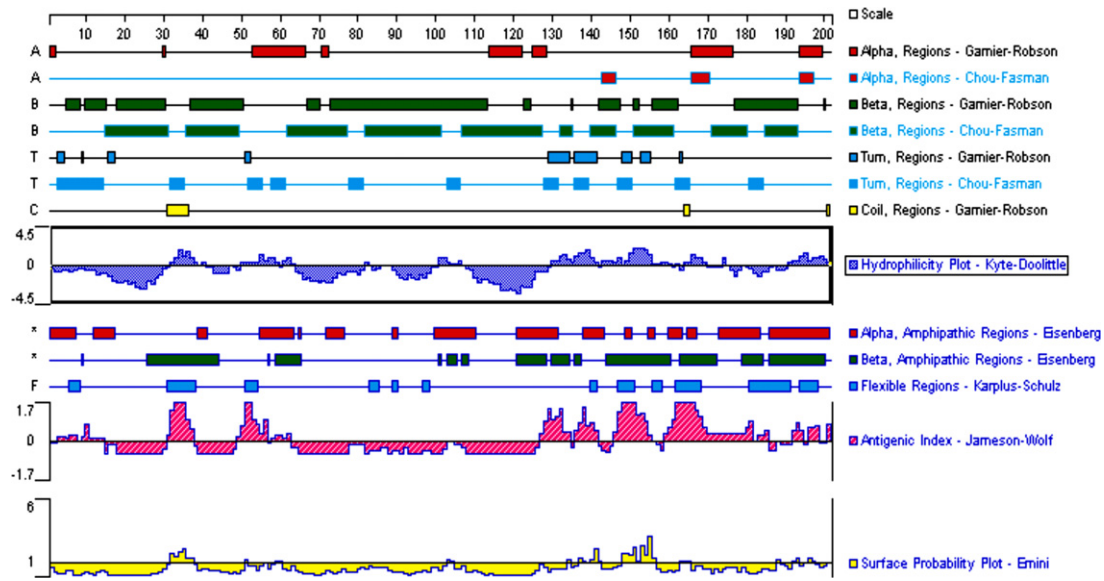 Scale
10 20 30 40 50 60 70 80 90 100 110 120 130 140 150 160 170 180 190 200
A Alpha, Regions - Garnier-Robson
A Alpha, Regions - Chou-Fasman
B Beta, Regions - Garnier-Robson
B Beta, Regions - Chou-Fasman
T Turn, Regions - Garnier-Robson
T Turn, Regions - Chou-Fasman
C Coil, Regions - Garnier-Robson
4.5
0 Hydrophilicity Plot - Kyte-Doolittle
-4.5
* Alpha, Amphipathic Regions - Eisenberg
* Beta, Amphipathic Regions - Eisenberg
F Flexible Regions - Karplus-Schulz
1.7
0 Antigenic Index - Jameson-Wolf
-1.7
6
1 Surface Probability Plot - Emini